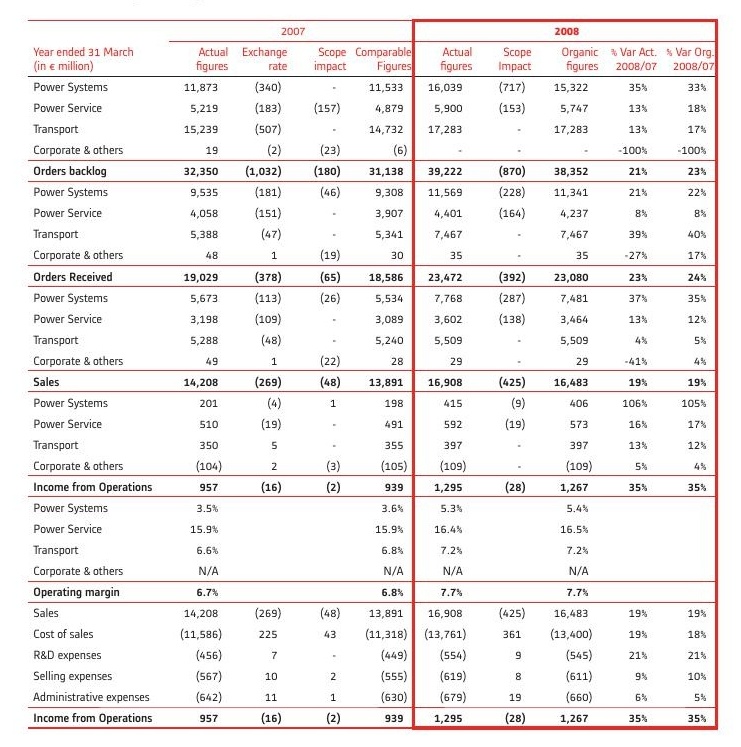 2007 2008
Year ended 31 March Actual Exchange Scope Comparable Actual Scope Organic % Var Act. % Var Org.
(in € million) figures rate impact Figures figures Impact figures 2008/07 2008/07
Power Systems 11,873 (340) - 11,533 16,039 (717) 15,322 35% 33%
Power Service 5,219 (183) (157) 4,879 5,900 (153) 5,747 13% 18%
Transport 15,239 (507) - 14,732 17,283 - 17,283 13% 17%
Corporate & others 19 (2) (23) (6) - - - -100% -100%
Orders backlog 32,350 (1,032) (180) 31,138 39,222 (870) 38,352 21% 23%
Power Systems 9,535 (181) (46) 9,308 11,569 (228) 11,341 21% 22%
Power Service 4,058 (151) - 3,907 4,401 (164) 4,237 8% 8%
Transport 5,388 (47) - 5,341 7,467 - 7,467 39% 40%
Corporate & others 48 1 (19) 30 35 - 35 -27% 17%
Orders Received 19,029 (378) (65) 18,586 23,472 (392) 23,080 23% 24%
Power Systems 5,673 (113) (26) 5,534 7,768 (287) 7,481 37% 35%
Power Service 3,198 (109) - 3,089 3,602 (138) 3,464 13% 12%
Transport 5,288 (48) - 5,240 5,509 - 5,509 4% 5%
Corporate & others 49 1 (22) 28 29 - 29 -41% 4%
Sales 14,208 (269) (48) 13,891 16,908 (425) 16,483 19% 19%
Power Systems 201 (4) 1 198 415 (9) 406 106% 105%
Power Service 510 (19) - 491 592 (19) 573 16% 17%
Transport 350 5 - 355 397 - 397 13% 12%
Corporate & others (104) 2 (3) (105) (109) - (109) 5% 4%
Income from Operations 957 (16) (2) 939 1,295 (28) 1,267 35% 35%
Power Systems 3.5% 3.6% 5.3% 5.4%
Power Service 15.9% 15.9% 16.4% 16.5%
Transport 6.6% 6.8% 7.2% 7.2%
Corporate & others N/A N/A N/A N/A
Operating margin 6.7% 6.8% 7.7% 7.7%
Sales 14,208 (269) (48) 13,891 16,908 (425) 16,483 19% 19%
Cost of sales (11,586) 225 43 (11,318) (13,761) 361 (13,400) 19% 18%
R&D expenses (456) 7 - (449) (554) 9 (545) 21% 21%
Selling expenses (567) 10 2 (555) (619) 8 (611) 9% 10%
Administrative expenses (642) 11 1 (630) (679) 19 (660) 6% 5%
Income from Operations 957 (16) (2) 939 1,295 (28) 1,267 35% 35%